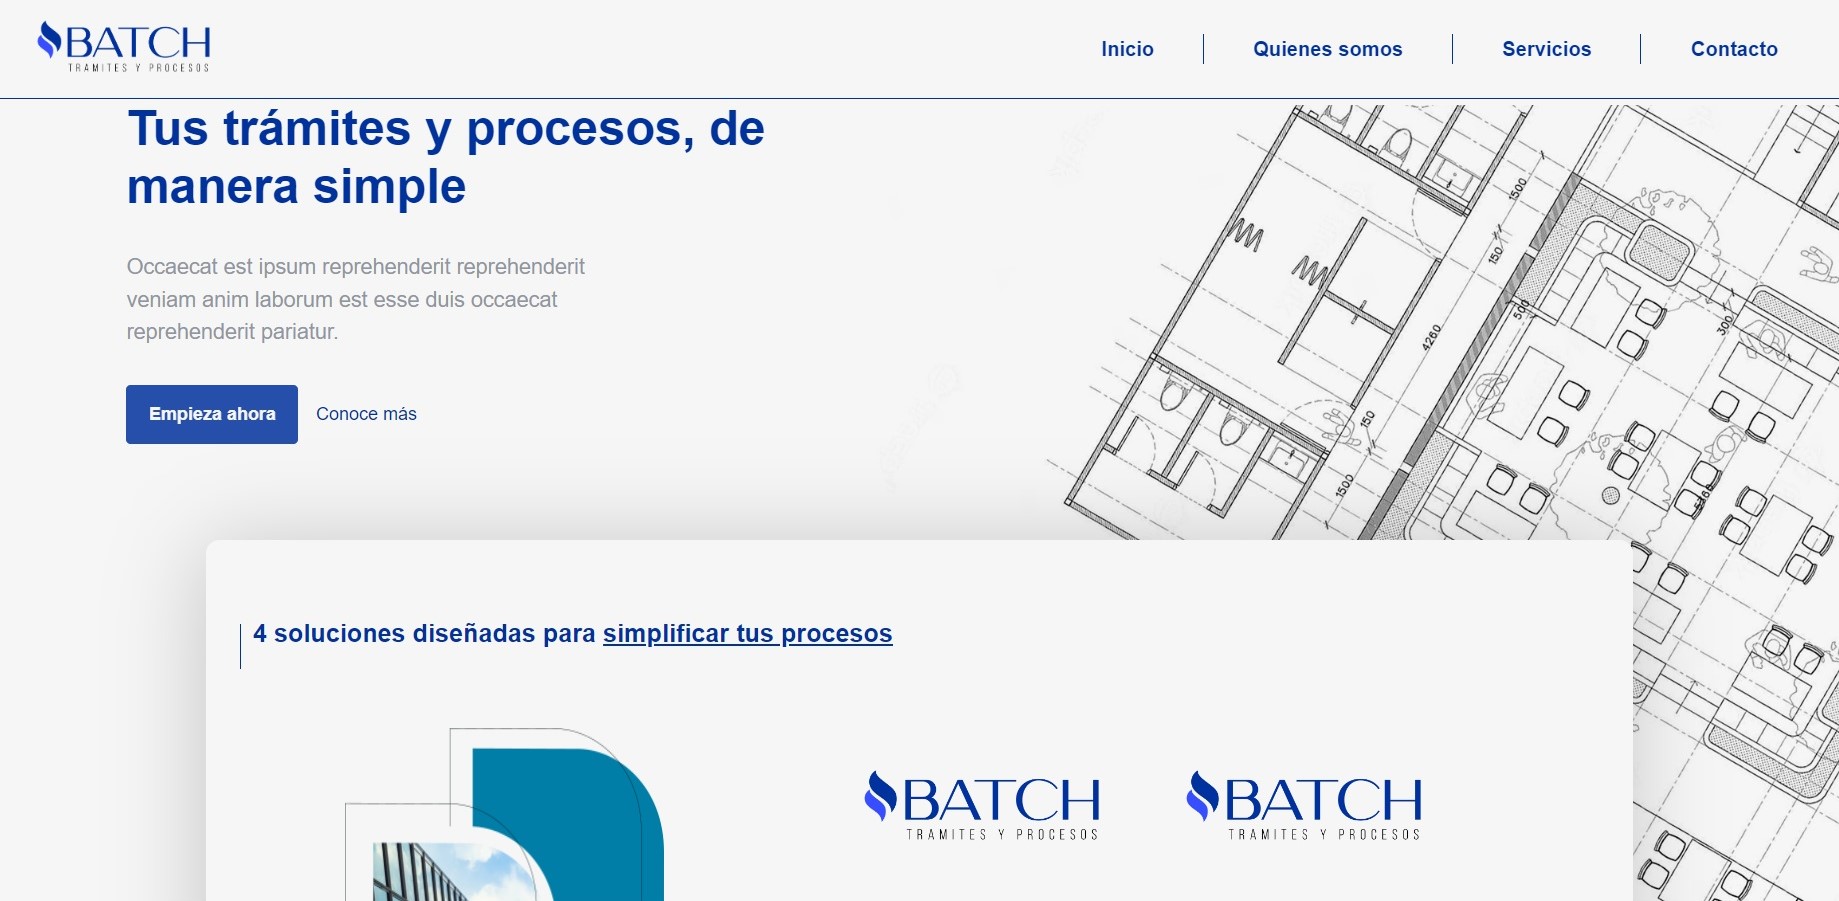 BATCH
TRAMITES Y PROCESOS
Inicio
Quienes somos
Servicios
Contacto
Tus trámites y procesos, de
manera simple
Occaecat est ipsum reprehenderit reprehenderit
veniam anim laborum est esse duis occaecat
reprehenderit pariatur.
Empieza ahora
Conoce más
1500
150
500
300
4260
150
1500
4 soluciones diseñadas para simplificar tus procesos
BATCH
TRAMITES Y PROCESOS
BATCH
TRAMITES Y PROCESOS